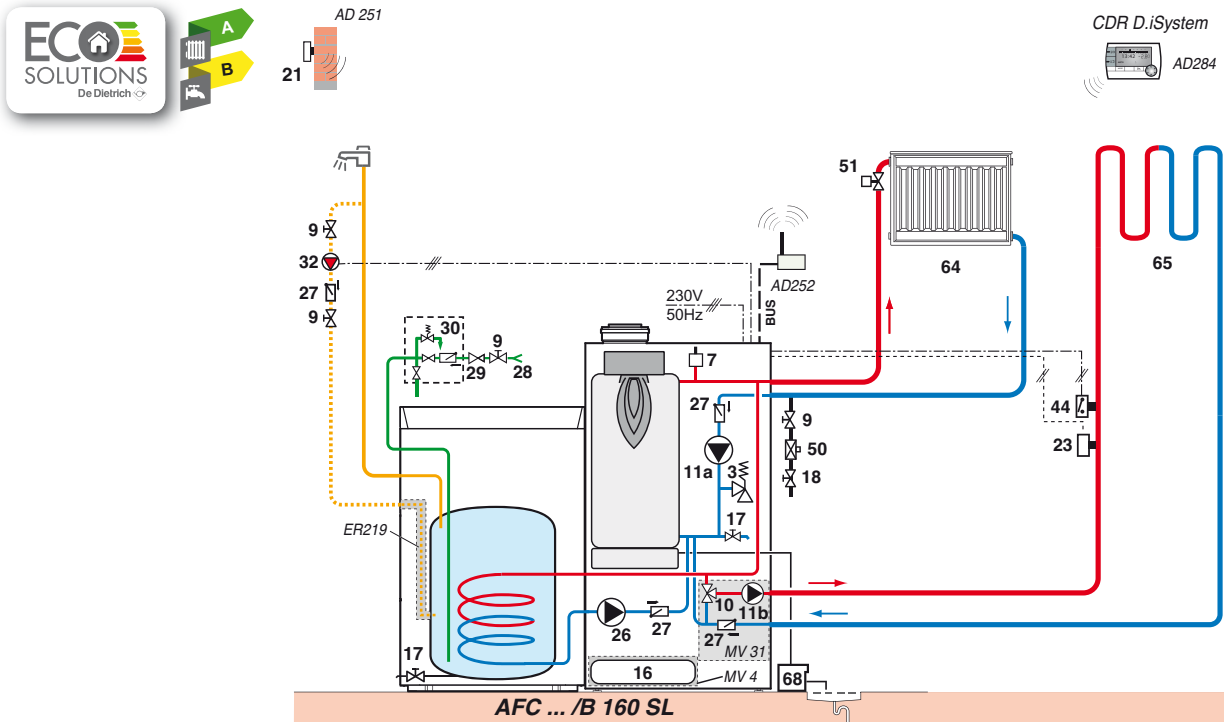 ECO
SOLUTIONS
De Dietrich
A
B
AD 251
21
CDR D.iSystem
AD284
51
9
32
27
9
64
65
AD252
230V
50Hz
BUS
30
9
29
28
7
27
11a
3
9
50
18
44
23
17
ER219
10
11b
26
27
27
MV 31
17
16
MV 4
68
AFC ... /B 160 SL